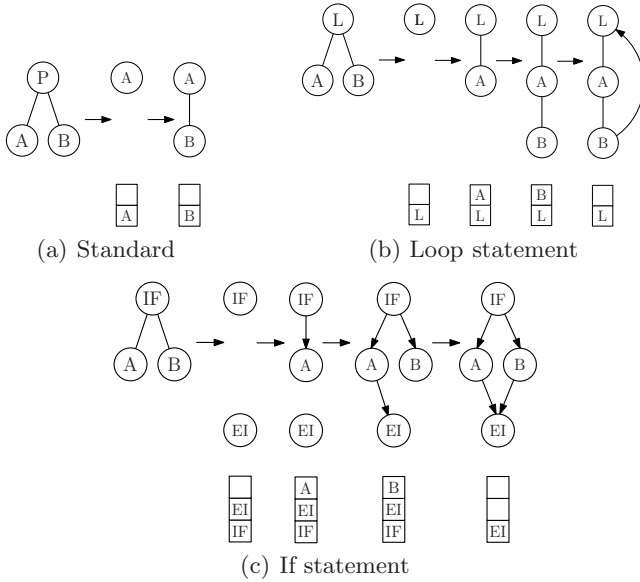 L L L L L
P A A
A B A A A
A B B B B
A B A L B L L
L
(a) Standard (b) Loop statement
IF IF IF IF IF
A B A A B A B
EI EI EI EI
A B
EI EI EI
IF IF IF EI
(c) If statement